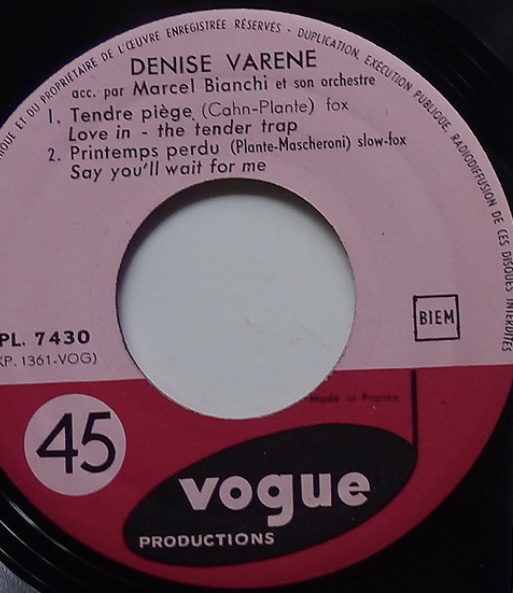 IQUE ET DU PROPRIÉTAIRE DE L'ŒUVRE ENREGISTRÉE RÉSERVÉS - DUPLICATION, EXÉCUTION PUBLIQUE, RADIODIFFUSION DE CES DISQUES INTERDITES
DENISE VARENE
acc. par Marcel Bianchi et son orchestre
1. Tendre piège (Cahn-Plante) fox
Love in - the tender trap
2. Printemps perdu (Plante-Mascheroni) slow-fox
Say you'll wait for me
BIEM
PL. 7430
P. 1361-VOG)
Made in France
45
vogue
PRODUCTIONS